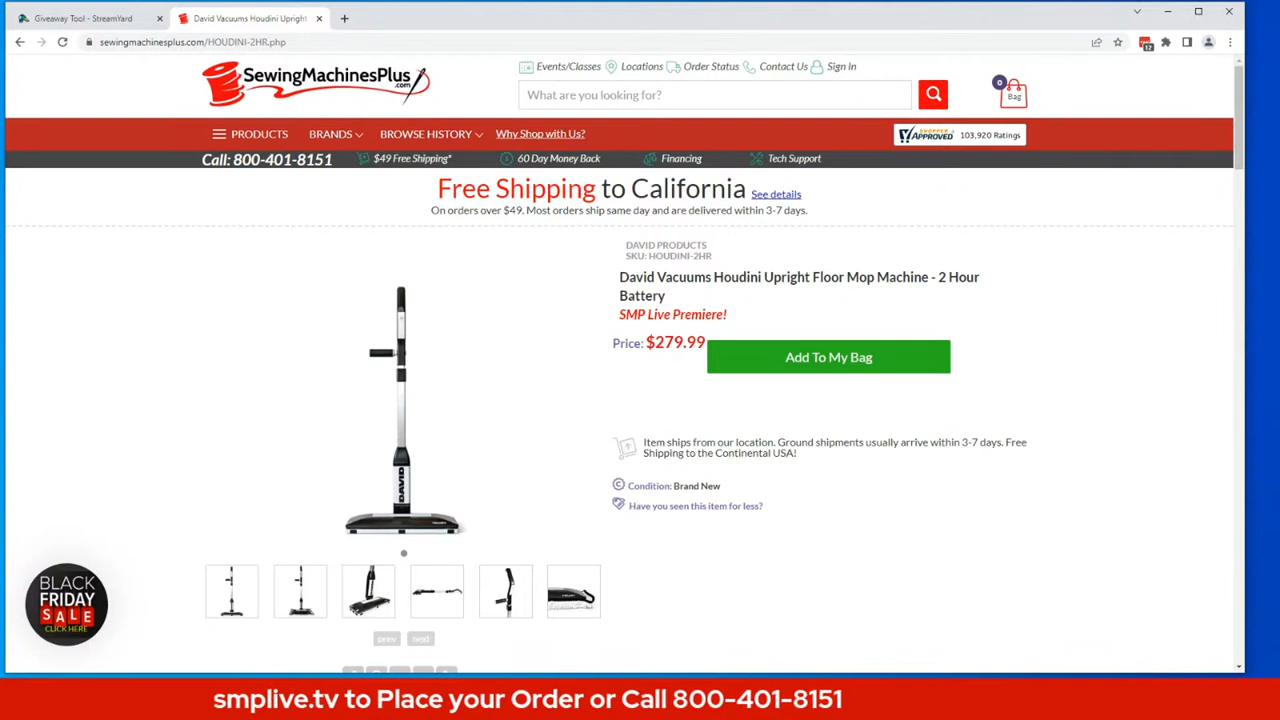 Giveaway Tool - StreamYard
David Vacuums Houdini Upright
sewingmachinesplus.com/HOUDINI-2HR.php
12
SewingMachinesPlus
.com
Events/Classes Locations Order Status Contact Us Sign In
What are you looking for?
0
Bag
PRODUCTS BRANDS BROWSE HISTORY Why Shop with Us?
SHOPPER APPROVED 103,920 Ratings
Call: 800-401-8151 $49 Free Shipping* 60 Day Money Back Financing Tech Support
Free Shipping to California See details
On orders over $49. Most orders ship same day and are delivered within 3-7 days.
DAVID PRODUCTS
SKU: HOUDINI-2HR
David Vacuums Houdini Upright Floor Mop Machine - 2 Hour
Battery
SMP Live Premiere!
Price: $279.99
Add To My Bag
Item ships from our location. Ground shipments usually arrive within 3-7 days. Free
Shipping to the Continental USA!
Condition: Brand New
Have you seen this item for less?
DAVID
prev next
BLACK
FRIDAY
SALE
CLICK HERE
smplive.tv to Place your Order or Call 800-401-8151